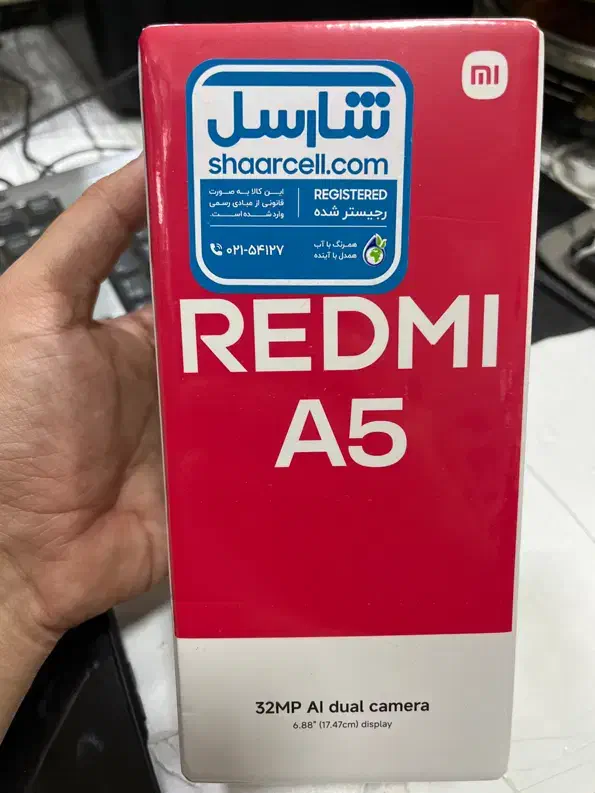 mi
شارسل
shaarcell.com
این کالا به صورت
قانونی از مبادی رسمی
وارد شده است.
REGISTERED
رجیستر شده
۰۲۱-۵۴۱۲۷
همرنگ با آب
همدل با آینده
REDMI
A5
32MP AI dual camera
6.88" (17.47cm) display